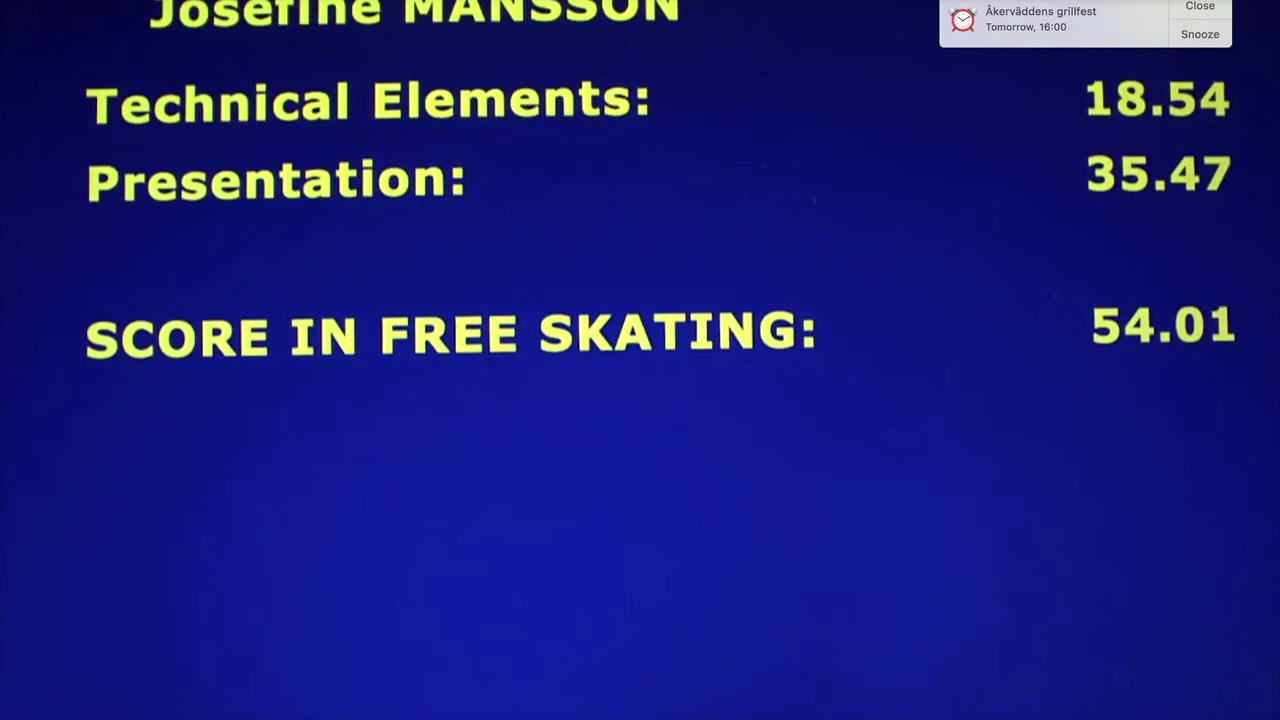 Josefine MÅNSSON
Technical Elements: 18.54
Presentation: 35.47
SCORE IN FREE SKATING: 54.01
Åkerväddens grillfest
Tomorrow, 16:00
Close
Snooze